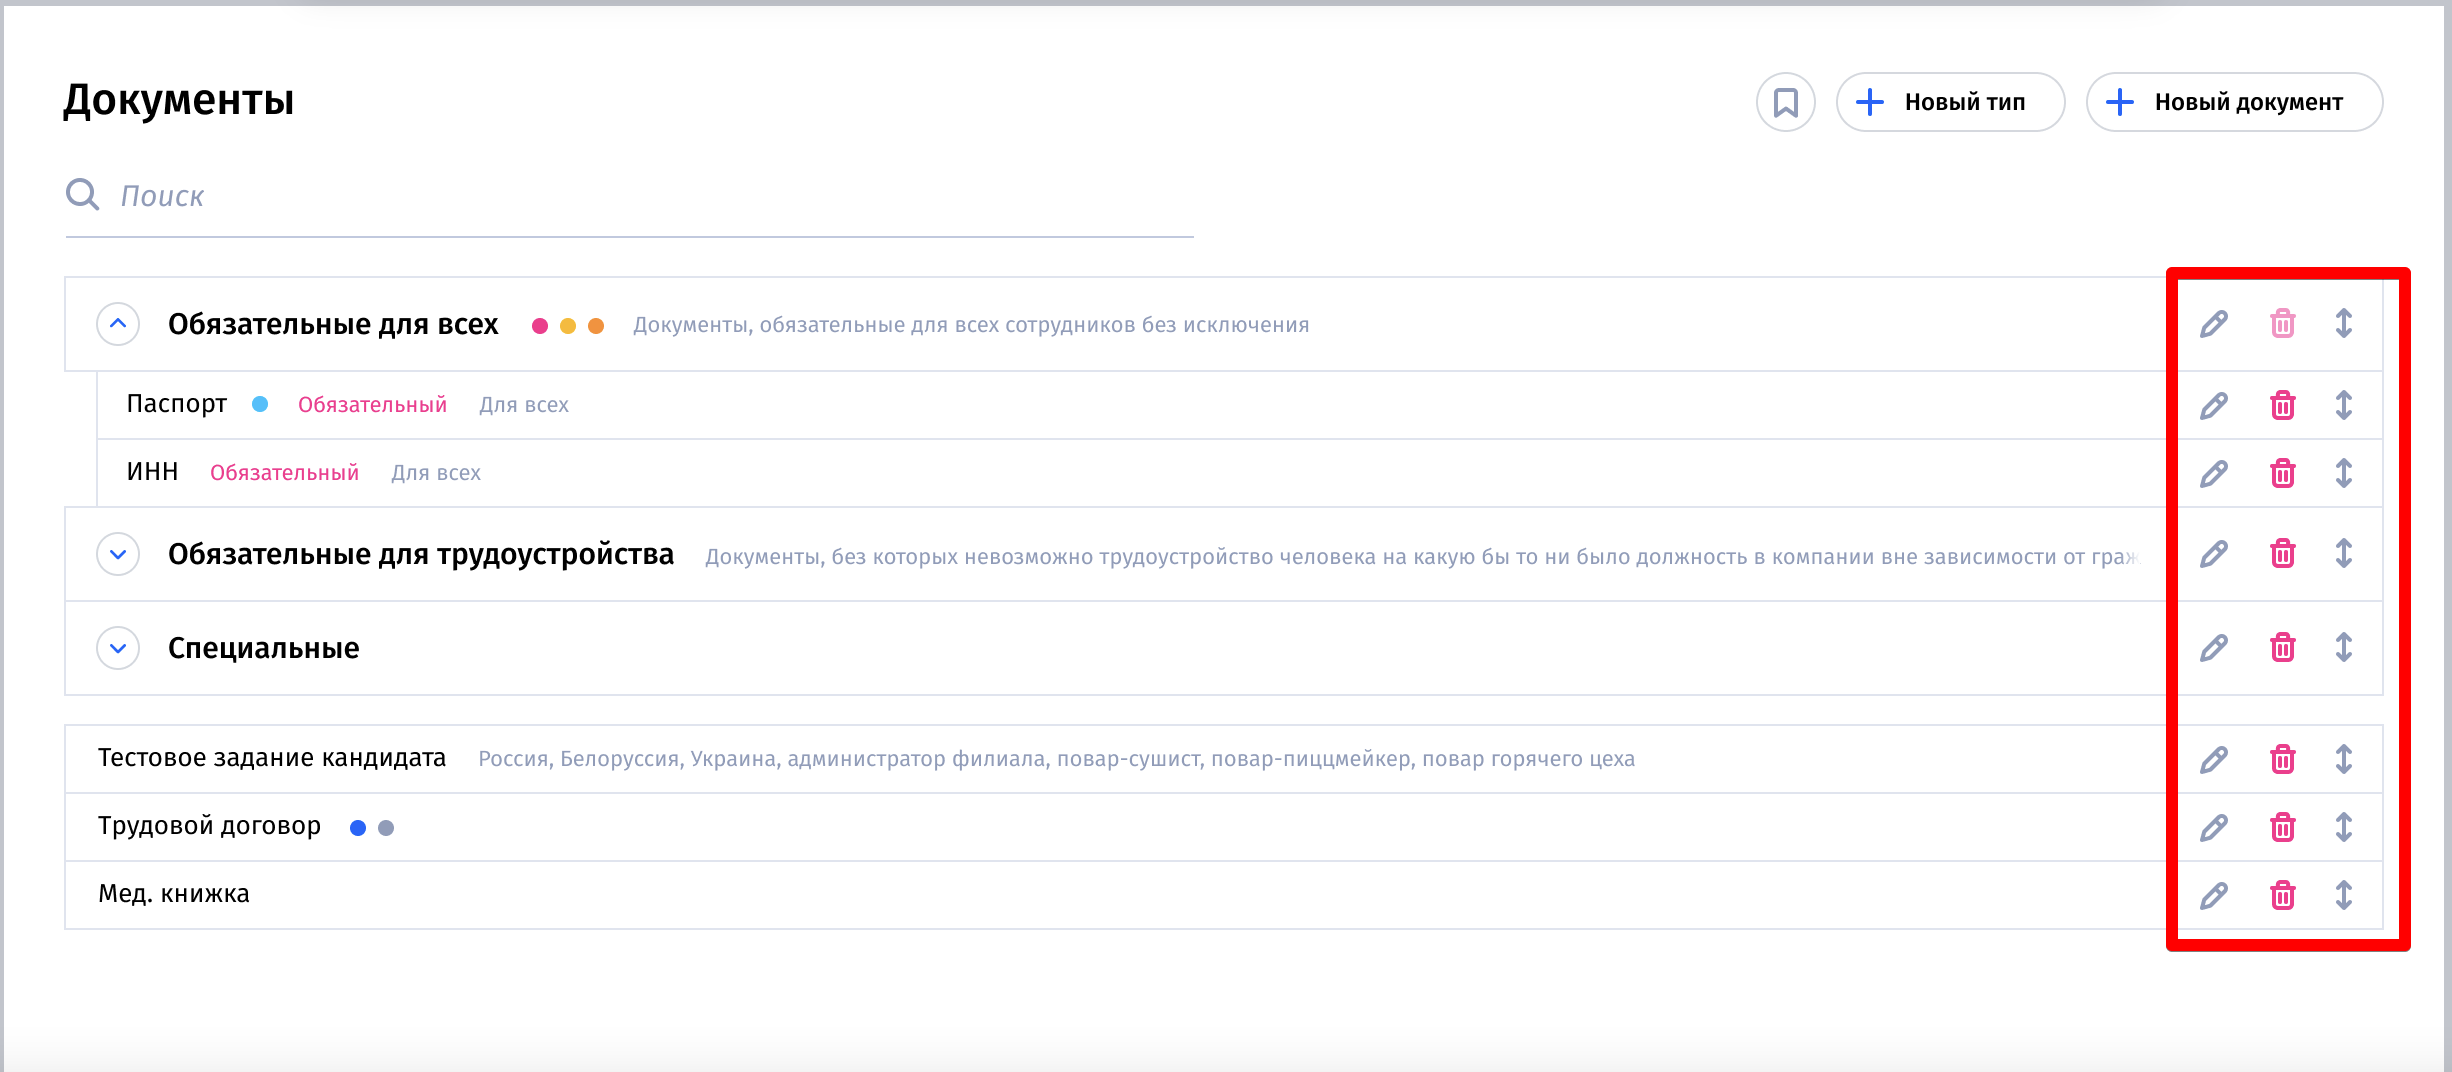 Документы
Новый тип
Новый документ
Поиск
Обязательные для всех Документы, обязательные для всех сотрудников без исключения
Паспорт Обязательный Для всех
ИНН Обязательный Для всех
Обязательные для трудоустройства Документы, без которых невозможно трудоустройство человека на какую бы то ни было должность в компании вне зависимости от граж
Специальные
Тестовое задание кандидата Россия, Белоруссия, Украина, администратор филиала, повар-сушист, повар-пиццмейкер, повар горячего цеха
Трудовой договор
Мед. книжка